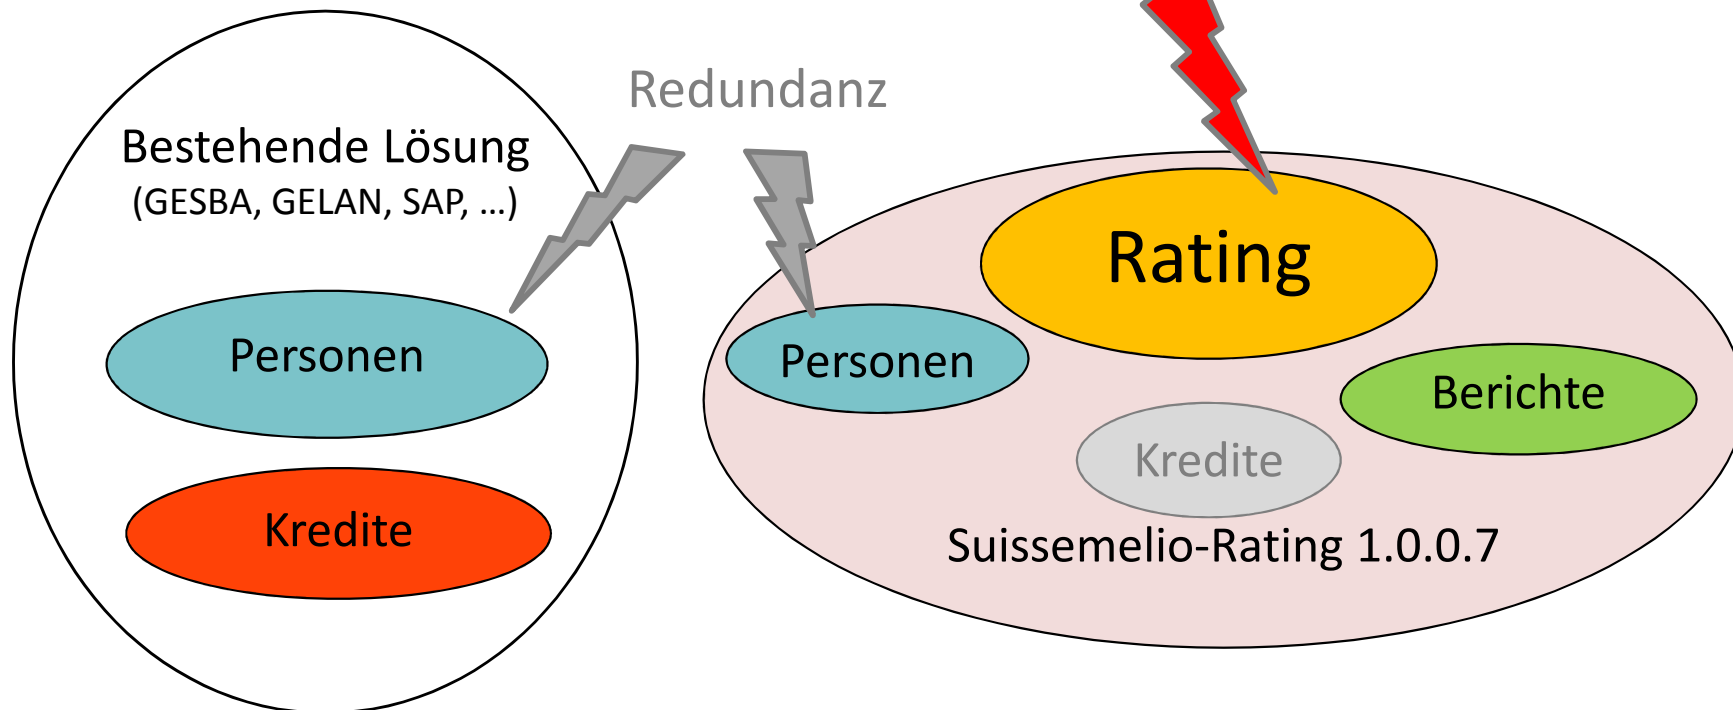 Redundanz
Bestehende Lösung
(GESBA, GELAN, SAP, ...)
Personen
Kredite
Rating
Personen
Berichte
Kredite
Suissemelio-Rating 1.0.0.7